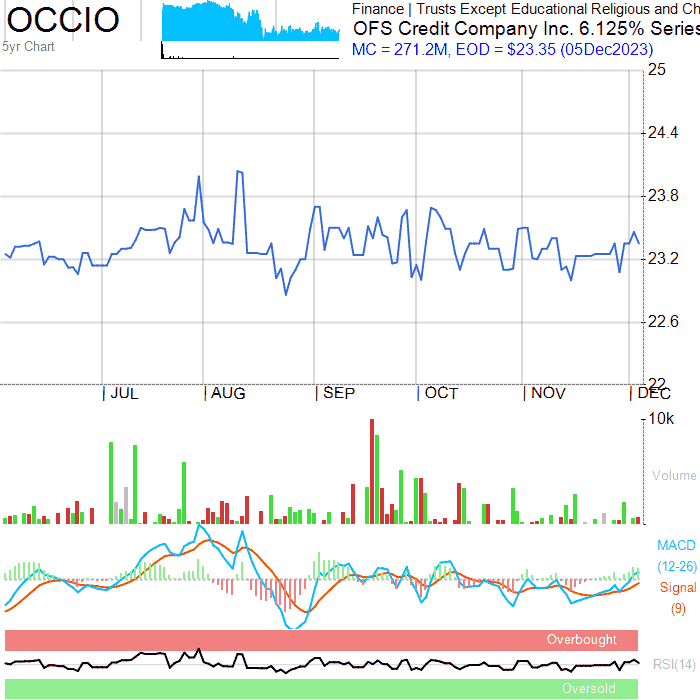 OCCIO
5yr Chart
Finance | Trusts Except Educational Religious and Ch
OFS Credit Company Inc. 6.125% Series
MC = 271.2M, EOD = $23.35 (05Dec2023)
25
24.4
23.8
23.2
22.6
22
| JUL | AUG | SEP | OCT | NOV | DEC
10k
Volume
MACD
(12-26)
Signal
(9)
Overbought
RSI(14)
Oversold